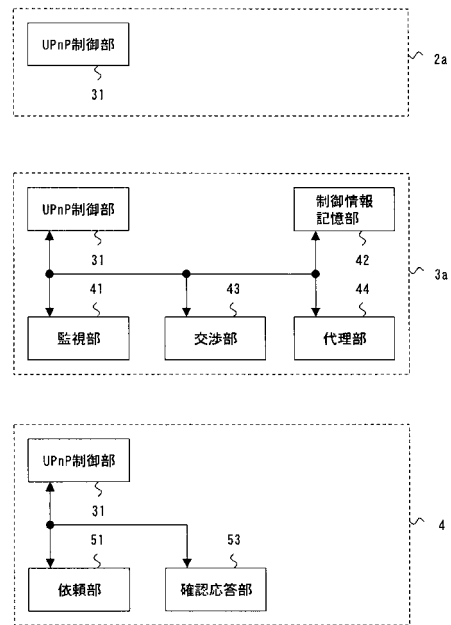 UPnP制御部
31
2a
UPnP制御部
31
制御情報
記憶部
42
3a
41
43
44
監視部
交渉部
代理部
UPnP制御部
31
4
51
53
依頼部
確認応答部